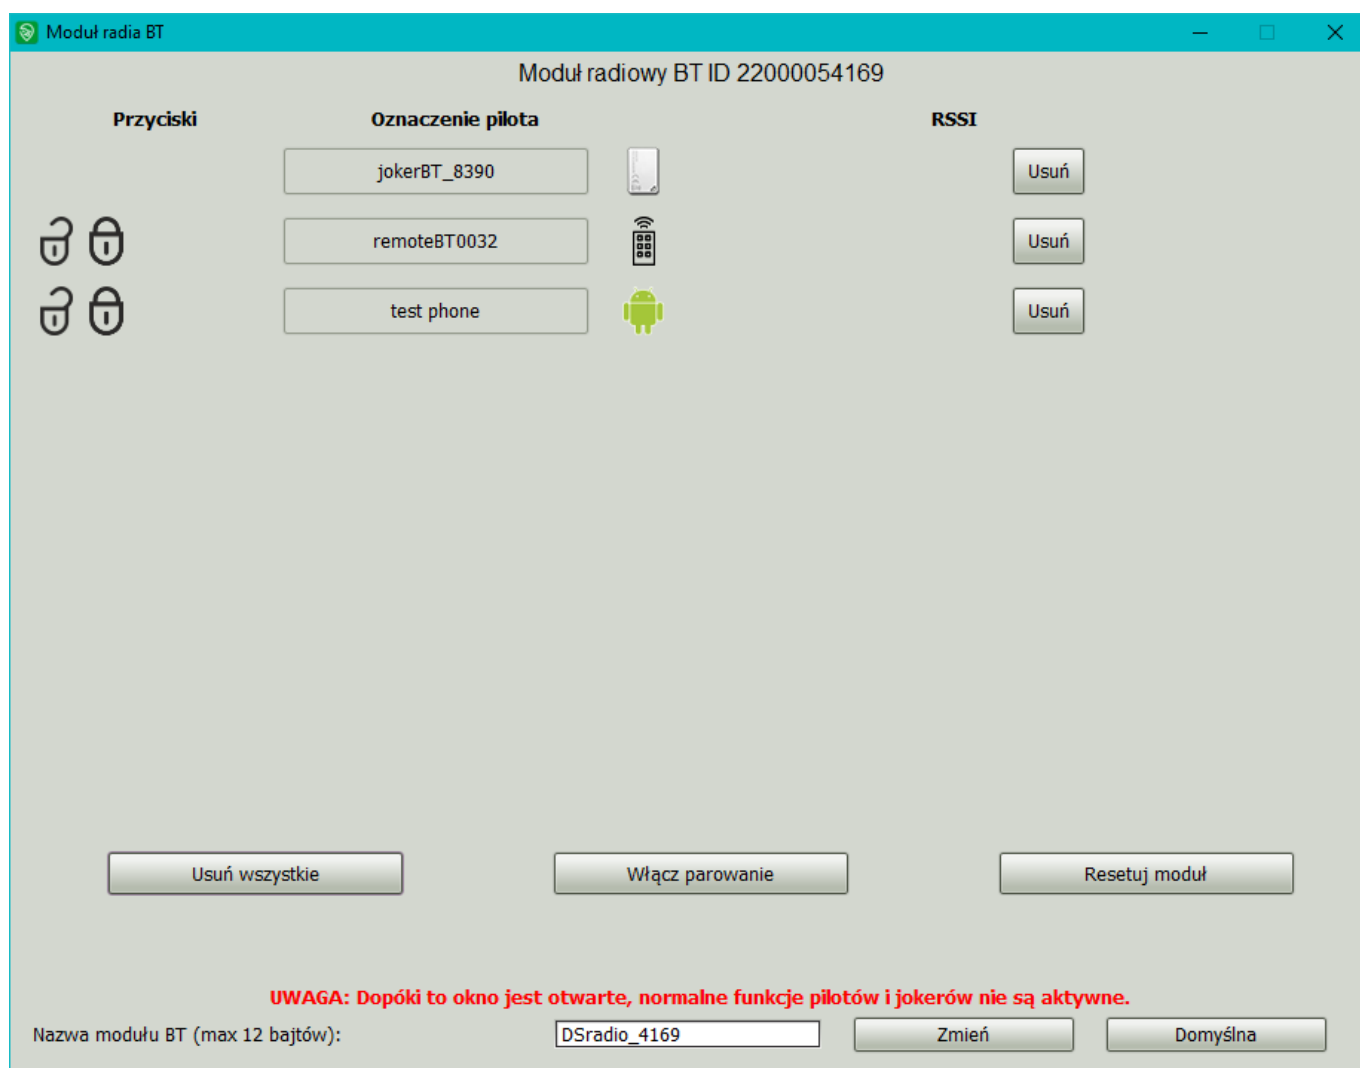 Moduł radia BT
Moduł radiowy BT ID 22000054169
Przyciski Oznaczenie pilota RSSI
jokerBT_8390 Usuń
remoteBT0032 Usuń
test phone Usuń
Usuń wszystkie Włącz parowanie Resetuj moduł
UWAGA: Dopóki to okno jest otwarte, normalne funkcje pilotów i jokerów nie są aktywne.
Nazwa modułu BT (max 12 bajtów): DSradio_4169 Zmień Domyślna